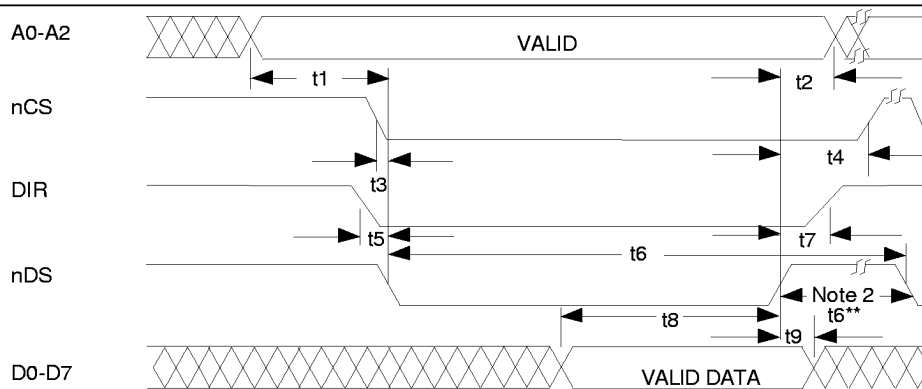 A0-A2
VALID
t1
t2
nCS
t3
t4
DIR
t5
t7
t6
nDS
Note 2
t8
t6**
t9
D0-D7
VALID DATA